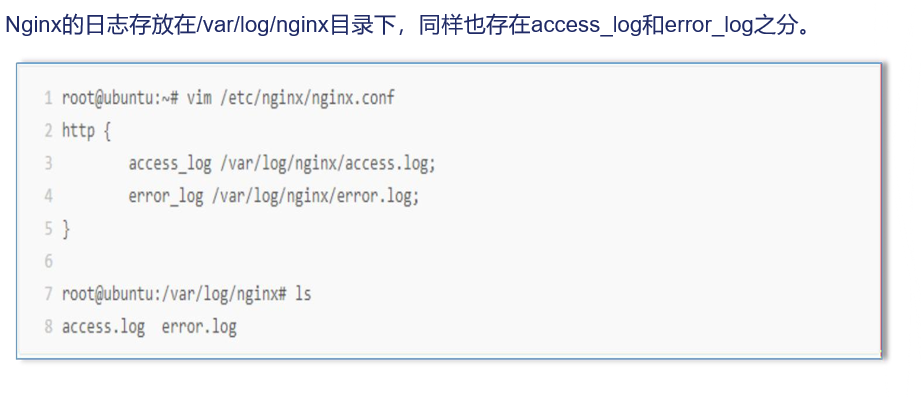 Nginx的日志存放在/var/log/nginx目录下，同样也存在access_log和error_log之分。
1 root@ubuntu:~# vim /etc/nginx/nginx.conf
2 http {
3         access_log /var/log/nginx/access.log;
4         error_log /var/log/nginx/error.log;
5 }
6
7 root@ubuntu:/var/log/nginx# ls
8 access.log  error.log